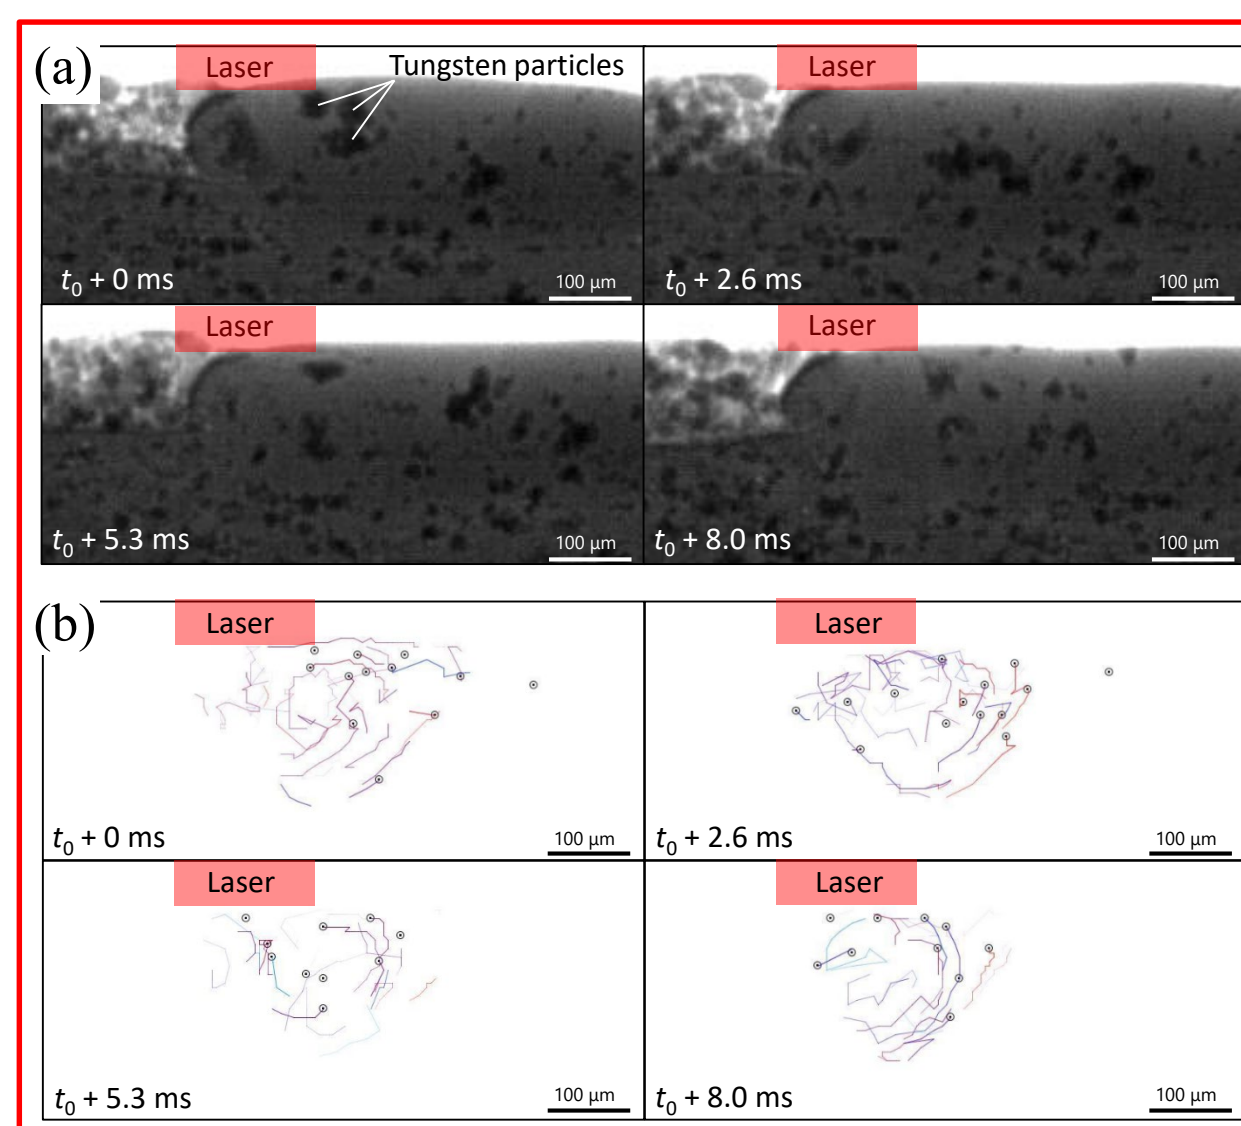 (a)
Laser
Tungsten particles
Laser
t₀ + 0 ms
100 µm
t₀ + 2.6 ms
100 µm
Laser
Laser
t₀ + 5.3 ms
100 µm
t₀ + 8.0 ms
100 µm
(b)
Laser
Laser
t₀ + 0 ms
100 µm
t₀ + 2.6 ms
100 µm
Laser
Laser
t₀ + 5.3 ms
100 µm
t₀ + 8.0 ms
100 µm